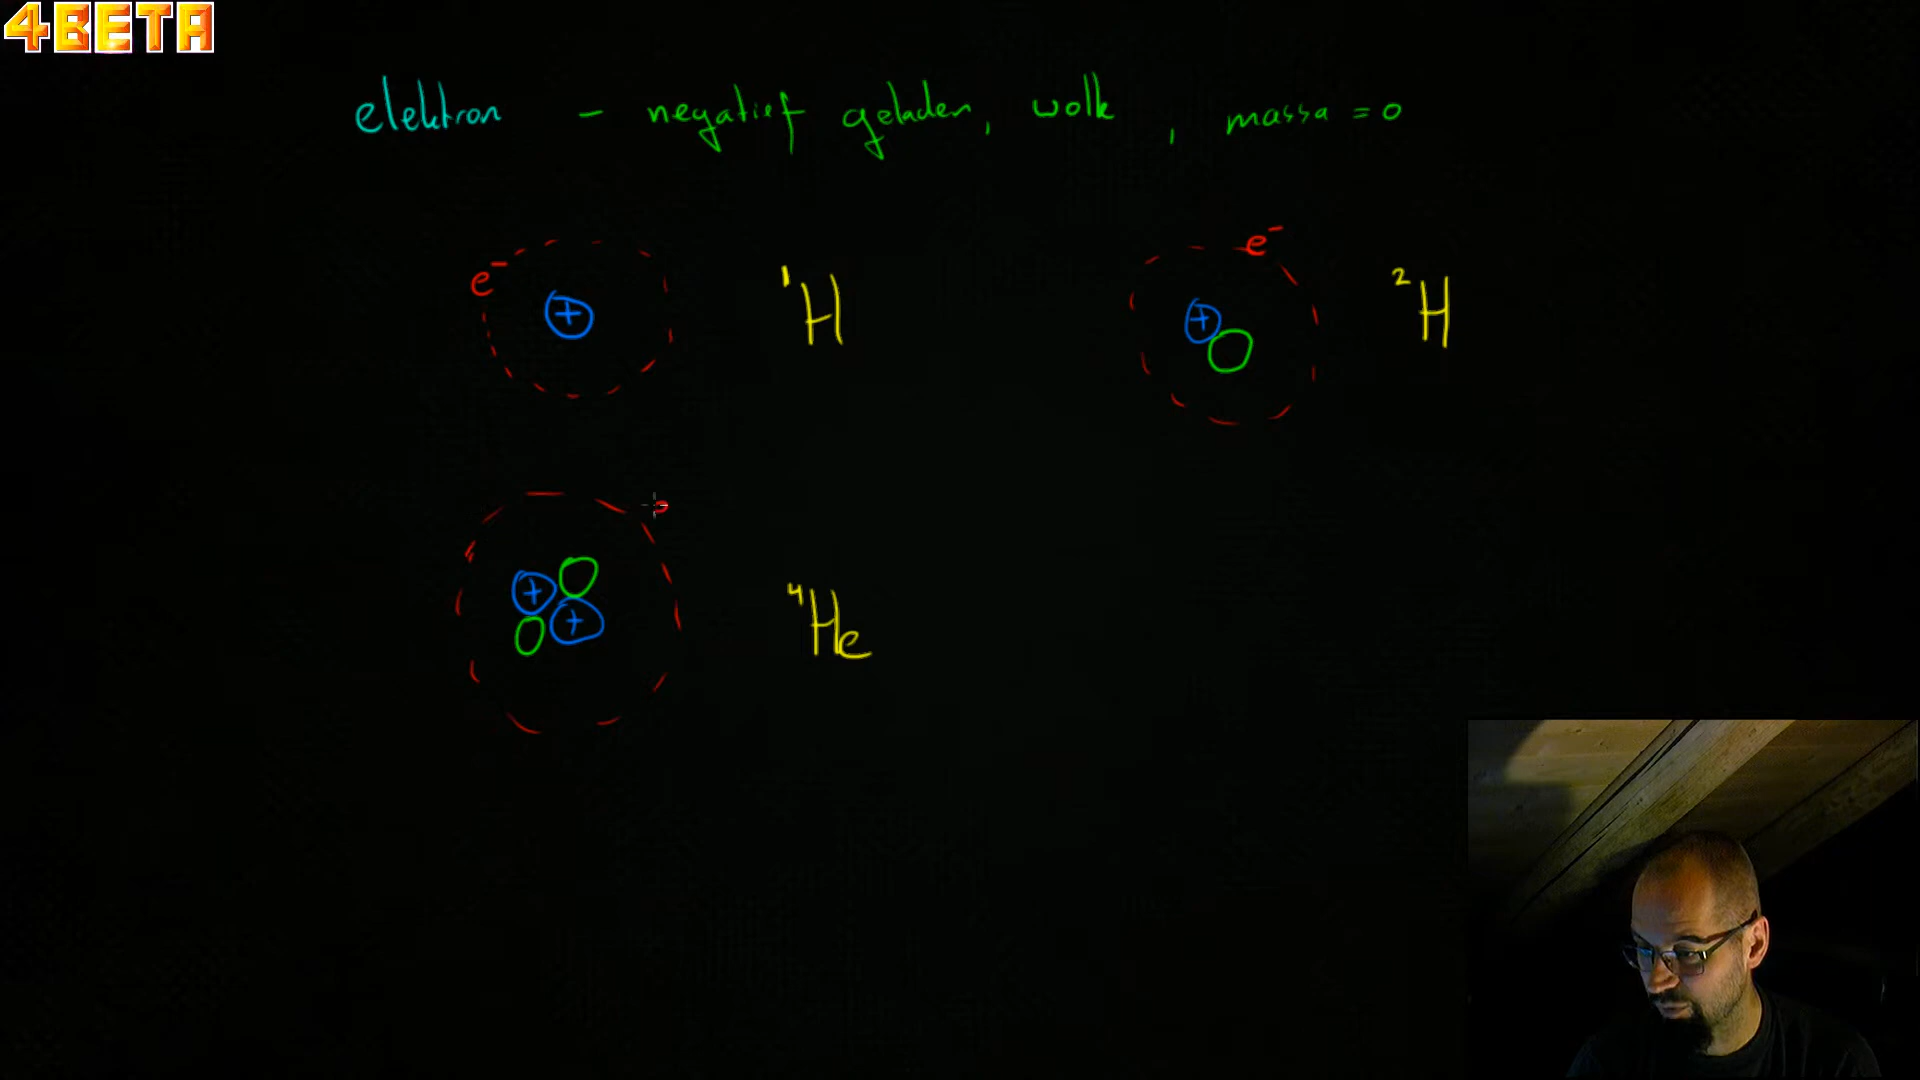 4BETA
elektron - negatief geladen, wolk, massa = 0
e⁻ + ¹H
e⁻ + ²H
+ + ⁴He